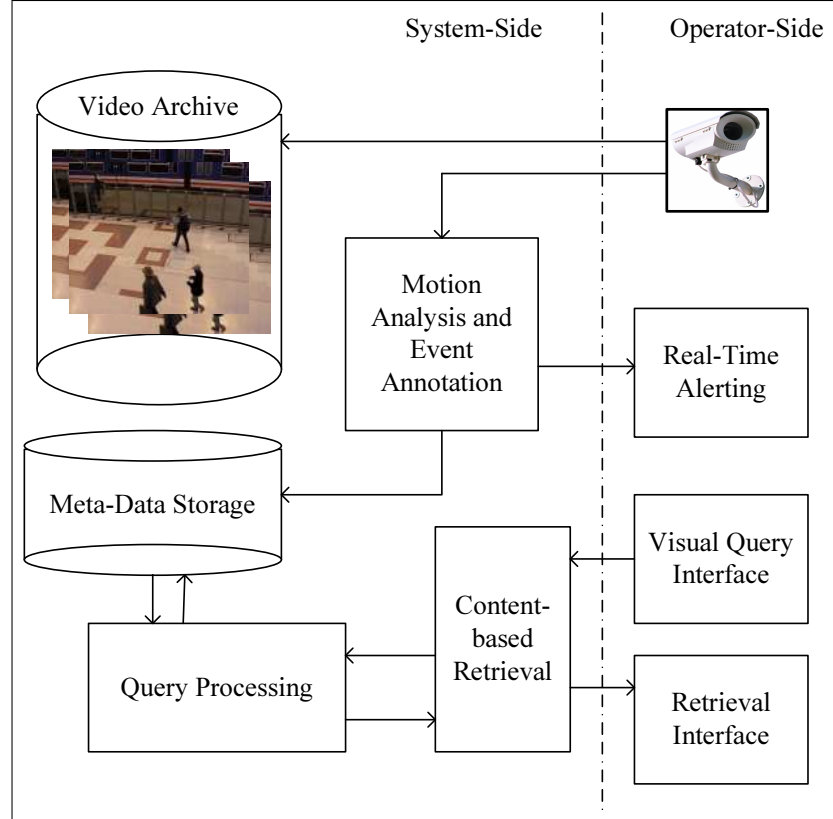 System-Side
Operator-Side
Video Archive
Motion
Analysis and
Event
Annotation
Real-Time
Alerting
Meta-Data Storage
Visual Query
Interface
Content-
based
Retrieval
Query Processing
Retrieval
Interface